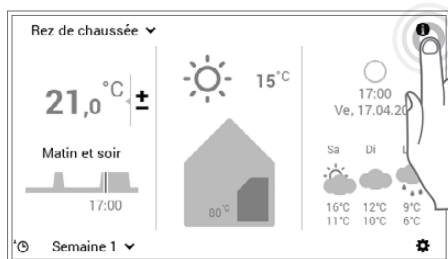 Rez de chaussée
21,0 °C ±
Matin et soir
17:00
Semaine 1
15°C
80°C
17:00
Ve, 17.04.20
Sa Di
16°C 12°C 9°C
11°C 10°C 6°C